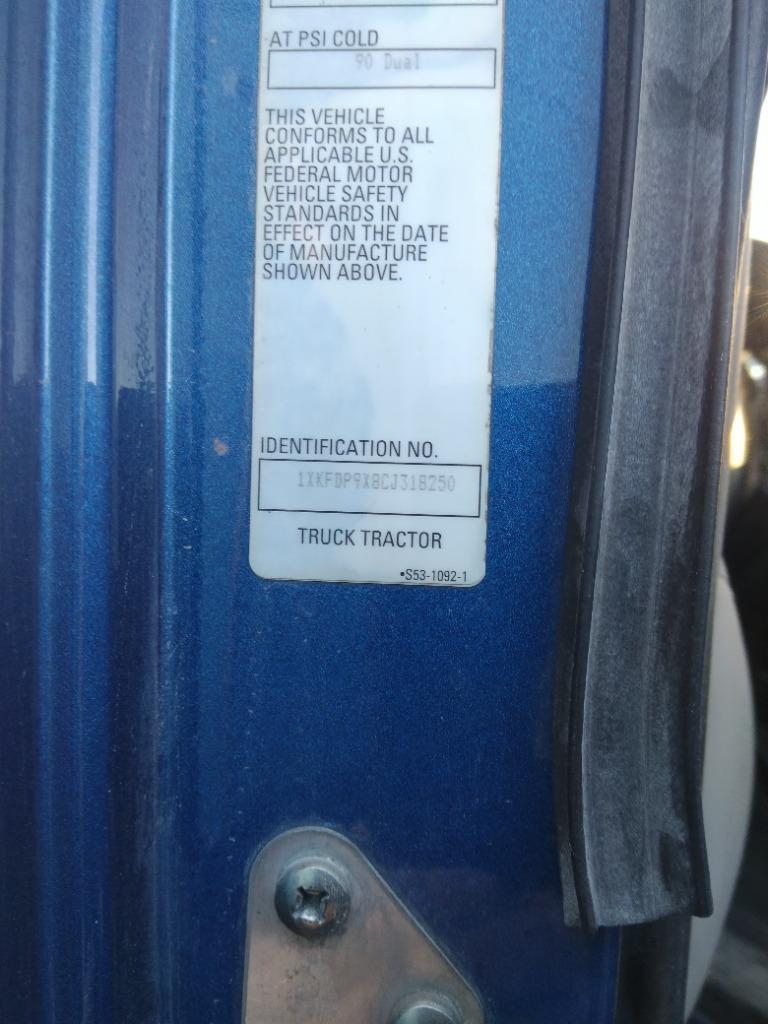 AT PSI COLD
90 Dual
THIS VEHICLE
CONFORMS TO ALL
APPLICABLE U.S.
FEDERAL MOTOR
VEHICLE SAFETY
STANDARDS IN
EFFECT ON THE DATE
OF MANUFACTURE
SHOWN ABOVE.
IDENTIFICATION NO.
1XKFDP9X8CJ318250
TRUCK TRACTOR
•S53-1092-1